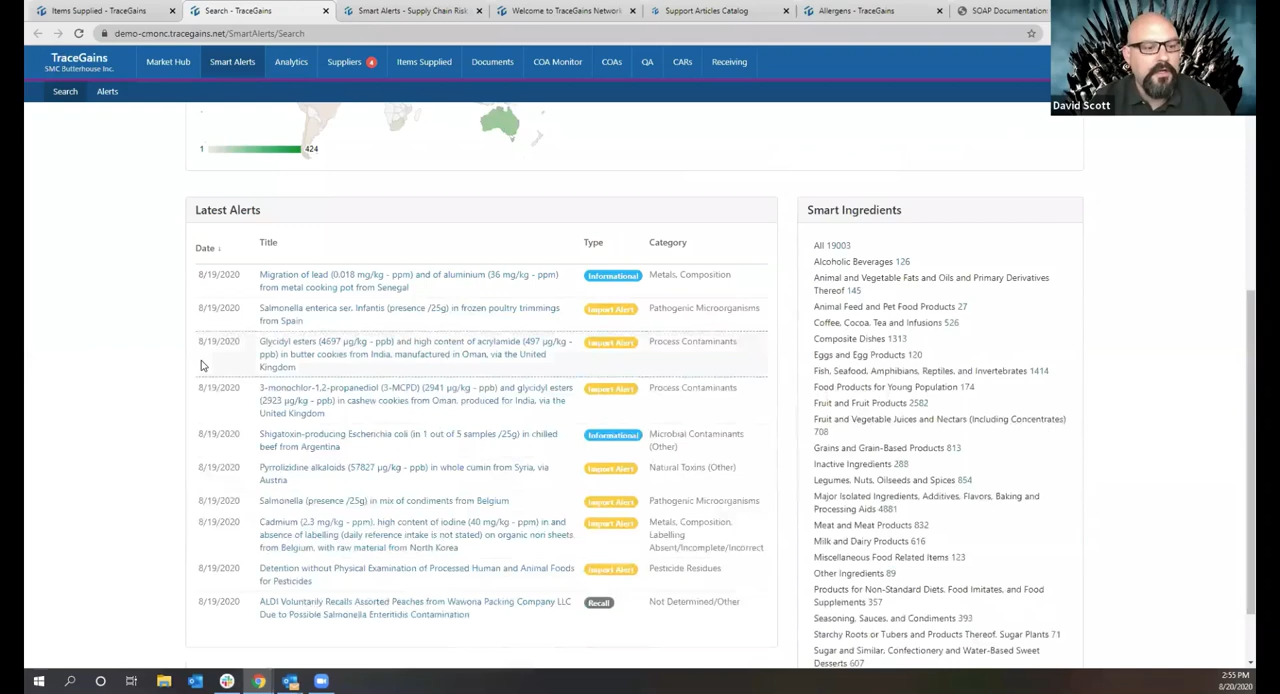 Items Supplied - TraceGains
Search - TraceGains
Smart Alerts - Supply Chain Risk
Welcome to TraceGains Network
Support Articles Catalog
Allergens - TraceGains
SOAP Documentation
demo-cmonc.tracegains.net/SmartAlerts/Search
TraceGains
SMC Butterhouse Inc.
Market Hub
Smart Alerts
Analytics
Suppliers 4
Items Supplied
Documents
COA Monitor
COAs
QA
CARs
Receiving
David Scott
Search
Alerts
1
424
Latest Alerts
Date ↓
Title
Type
Category
8/19/2020
Migration of lead (0.018 mg/kg - ppm) and of aluminium (36 mg/kg - ppm)
from metal cooking pot from Senegal
Informational
Metals, Composition
8/19/2020
Salmonella enterica ser. Infantis (presence /25g) in frozen poultry trimmings
from Spain
Import Alert
Pathogenic Microorganisms
8/19/2020
Glycidyl esters (4697 µg/kg - ppb) and high content of acrylamide (497 µg/kg -
ppb) in butter cookies from India, manufactured in Oman, via the United
Kingdom
Import Alert
Process Contaminants
8/19/2020
3-monochlor-1,2-propanediol (3-MCPD) (2941 µg/kg - ppb) and glycidyl esters
(2923 µg/kg - ppb) in cashew cookies from Oman, produced for India, via the
United Kingdom
Import Alert
Process Contaminants
8/19/2020
Shigatoxin-producing Escherichia coli (in 1 out of 5 samples /25g) in chilled
beef from Argentina
Informational
Microbial Contaminants
(Other)
8/19/2020
Pyrrolizidine alkaloids (57827 µg/kg - ppb) in whole cumin from Syria, via
Austria
Import Alert
Natural Toxins (Other)
8/19/2020
Salmonella (presence /25g) in mix of condiments from Belgium
Import Alert
Pathogenic Microorganisms
8/19/2020
Cadmium (2.3 mg/kg - ppm), high content of iodine (40 mg/kg - ppm) in and
absence of labelling (daily reference intake is not stated) on organic nori sheets
from Belgium, with raw material from North Korea
Import Alert
Metals, Composition,
Labelling
Absent/Incomplete/Incorrect
8/19/2020
Detention without Physical Examination of Processed Human and Animal Foods
for Pesticides
Import Alert
Pesticide Residues
8/19/2020
ALDI Voluntarily Recalls Assorted Peaches from Wawona Packing Company LLC
Due to Possible Salmonella Enteritidis Contamination
Recall
Not Determined/Other
Smart Ingredients
All 19003
Alcoholic Beverages 126
Animal and Vegetable Fats and Oils and Primary Derivatives
Thereof 145
Animal Feed and Pet Food Products 27
Coffee, Cocoa, Tea and Infusions 526
Composite Dishes 1313
Eggs and Egg Products 120
Fish, Seafood, Amphibians, Reptiles, and Invertebrates 1414
Food Products for Young Population 174
Fruit and Fruit Products 2582
Fruit and Vegetable Juices and Nectars (Including Concentrates)
708
Grains and Grain-Based Products 813
Inactive Ingredients 288
Legumes, Nuts, Oilseeds and Spices 854
Major Isolated Ingredients, Additives, Flavors, Baking and
Processing Aids 4881
Meat and Meat Products 832
Milk and Dairy Products 616
Miscellaneous Food Related Items 123
Other Ingredients 89
Products for Non-Standard Diets, Food Imitates, and Food
Supplements 357
Seasoning, Sauces, and Condiments 393
Starchy Roots or Tubers and Products Thereof, Sugar Plants 71
Sugar and Similar, Confectionery and Water-Based Sweet
Desserts 607
2:55 PM
8/20/2020